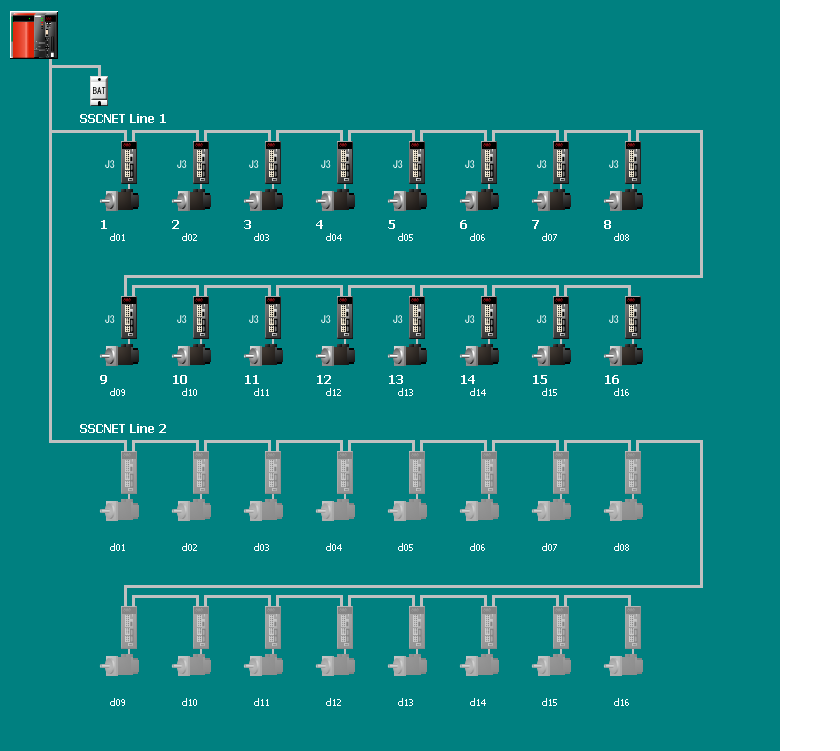 BAT
SSCNET Line 1
J3 J3 J3 J3 J3 J3 J3 J3
1 2 3 4 5 6 7 8
d01 d02 d03 d04 d05 d06 d07 d08
J3 J3 J3 J3 J3 J3 J3 J3
9 10 11 12 13 14 15 16
d09 d10 d11 d12 d13 d14 d15 d16
SSCNET Line 2
d01 d02 d03 d04 d05 d06 d07 d08
d09 d10 d11 d12 d13 d14 d15 d16